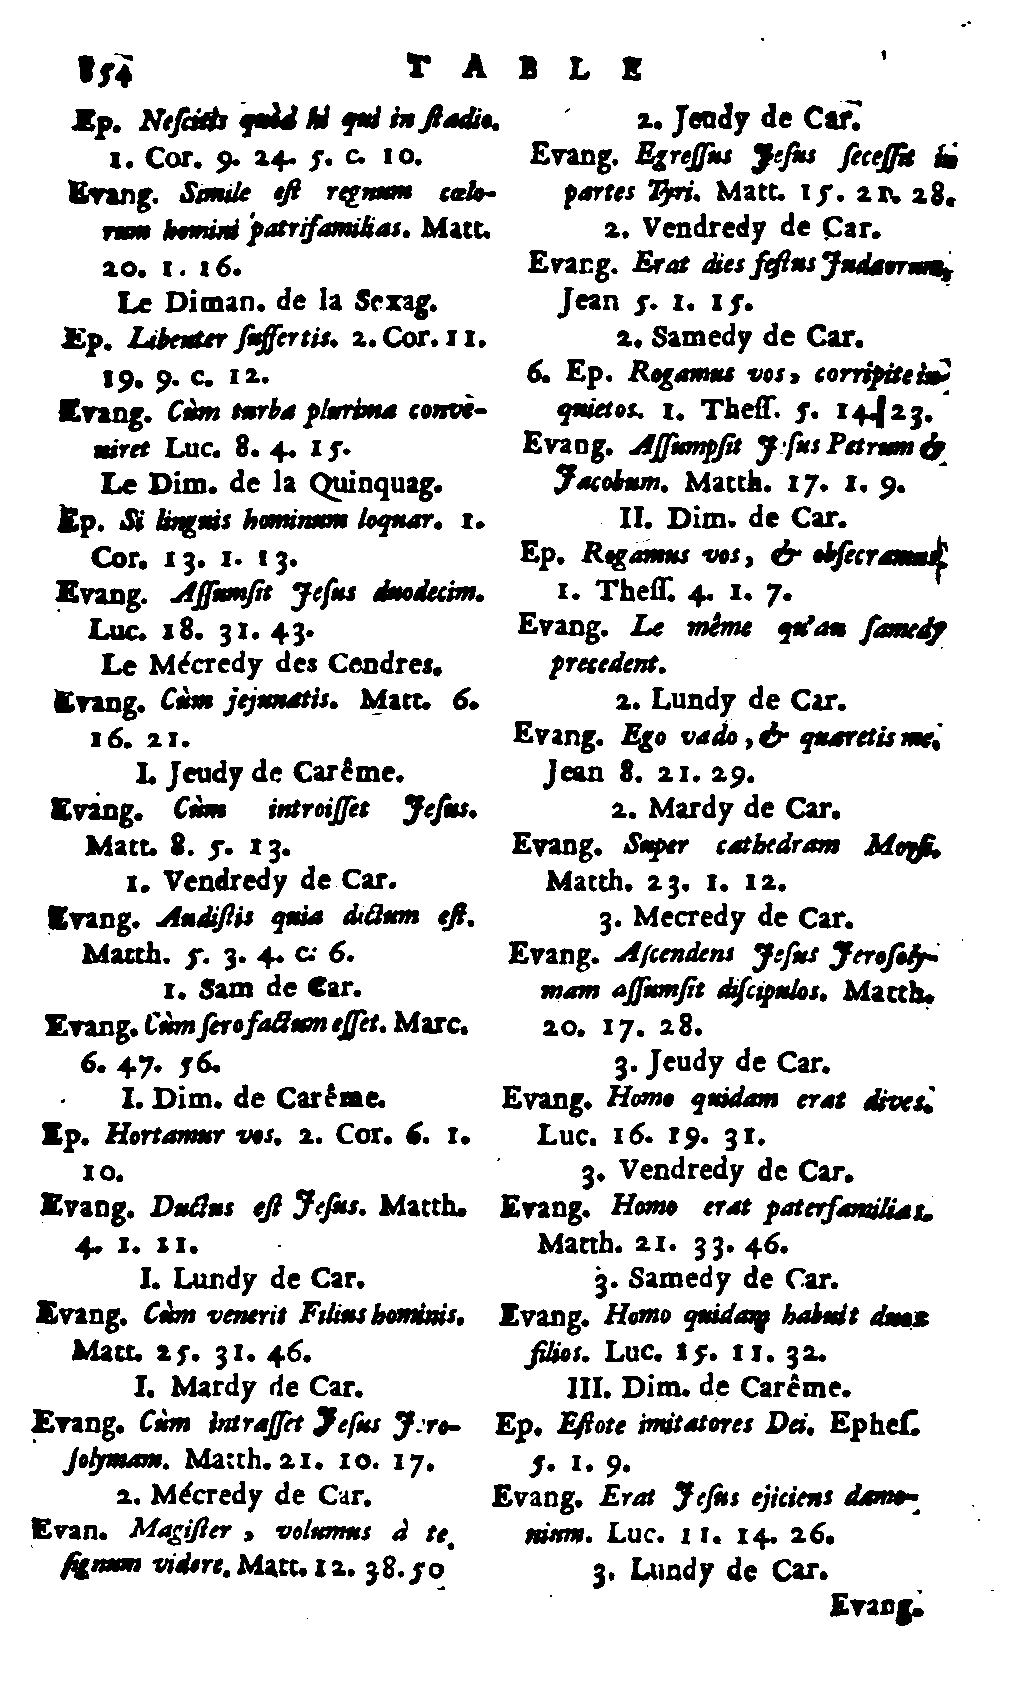 854 TABLE
Ep. Nescitis quòd hi qui in stadio.
1. Cor. 9. 24. 5. c. 10.
Evang. Simile est regnum cœlo-
rum homini patrifamilias. Matt.
20. 1. 16.
Le Diman. de la Sexag.
Ep. Libenter suffertis. 2. Cor. 11.
19. 9. c. 12.
Evang. Cùm turba plurima convè-
niret Luc. 8. 4. 15.
Le Dim. de la Quinquag.
Ep. Si linguis hominum loquar. 1.
Cor. 13. 1. 13.
Evang. Assumsit Jesus duodecim.
Luc. 18. 31. 43.
Le Mécredy des Cendres.
Evang. Cùm jejunatis. Matt. 6.
16. 21.
I. Jeudy de Carême.
Evang. Cùm introisset Jesus.
Matt. 8. 5. 13.
1. Vendredy de Car.
Evang. Audistis quia dictum est.
Matth. 5. 3. 4. c. 6.
1. Sam de Car.
Evang. Cùm sero factum esset. Marc.
6. 47. 56.
I. Dim. de Carême.
Ep. Hortamur vos. 2. Cor. 6. 1.
10.
Evang. Ductus est Jesus. Matth.
4. 1. 11.
I. Lundy de Car.
Evang. Cùm venerit Filius hominis.
Matt. 25. 31. 46.
I. Mardy de Car.
Evang. Cùm intrasset Jesus Jero-
solymam. Matth. 21. 10. 17.
2. Mécredy de Car.
Evan. Magister, volumus à te
signum videre. Matt. 12. 38. 50
2. Jeudy de Car.
Evang. Egressus Jesus secessit in
partes Tyri. Matt. 15. 21. 28.
2. Vendredy de Car.
Evang. Erat dies festus Judæorum,
Jean 5. 1. 15.
2. Samedy de Car.
6. Ep. Rogamus vos, corripite in-
quietos. 1. Thess. 5. 14. 23.
Evang. Assumpsit Jesus Petrum &
Jacobum. Matth. 17. 1. 9.
II. Dim. de Car.
Ep. Rogamus vos, & obsecramus.
1. Thess. 4. 1. 7.
Evang. Le même qu'au samedy
precedent.
2. Lundy de Car.
Evang. Ego vado, & quæretis me.
Jean 8. 21. 29.
2. Mardy de Car.
Evang. Super cathedram Moysi.
Matth. 23. 1. 12.
3. Mecredy de Car.
Evang. Ascendens Jesus Jerosoly-
mam assumsit discipulos. Matth.
20. 17. 28.
3. Jeudy de Car.
Evang. Homo quidam erat dives.
Luc. 16. 19. 31.
3. Vendredy de Car.
Evang. Homo erat paterfamilias.
Matth. 21. 33. 46.
3. Samedy de Car.
Evang. Homo quidam habuit duos
filios. Luc. 15. 11. 32.
III. Dim. de Carême.
Ep. Estote imitatores Dei. Ephes.
5. 1. 9.
Evang. Erat Jesus ejiciens dæmo-
nium. Luc. 11. 14. 26.
3. Lundy de Car.
Evang.